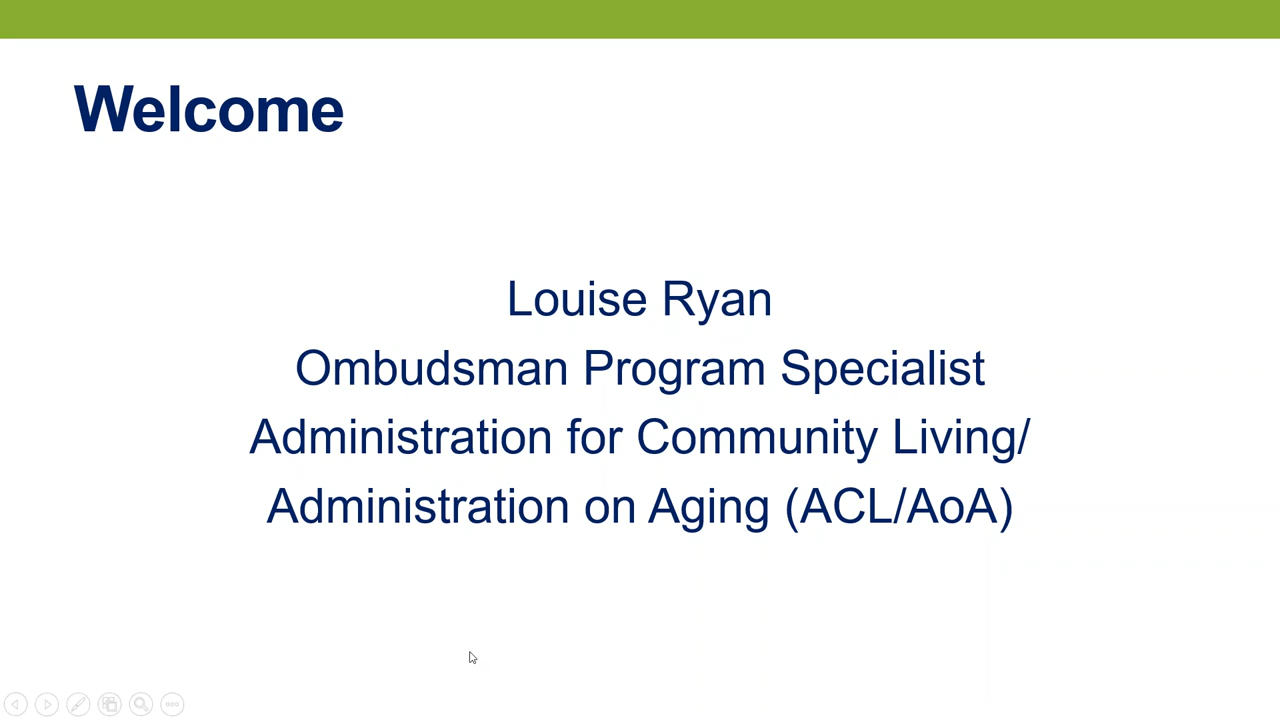 Welcome
Louise Ryan
Ombudsman Program Specialist
Administration for Community Living/
Administration on Aging (ACL/AoA)